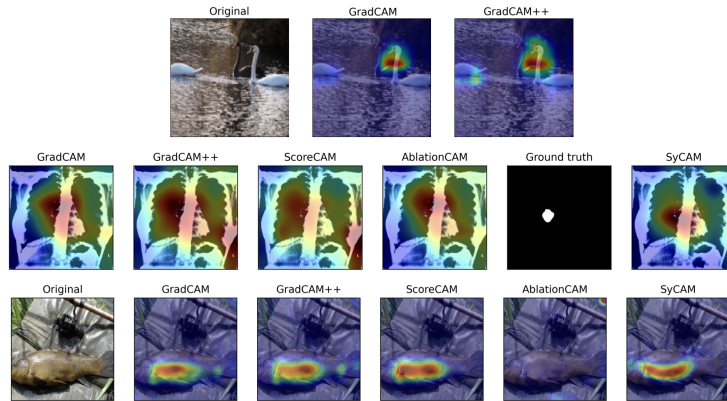 Original GradCAM GradCAM++
GradCAM GradCAM++ ScoreCAM AblationCAM Ground truth SyCAM
Original GradCAM GradCAM++ ScoreCAM AblationCAM SyCAM